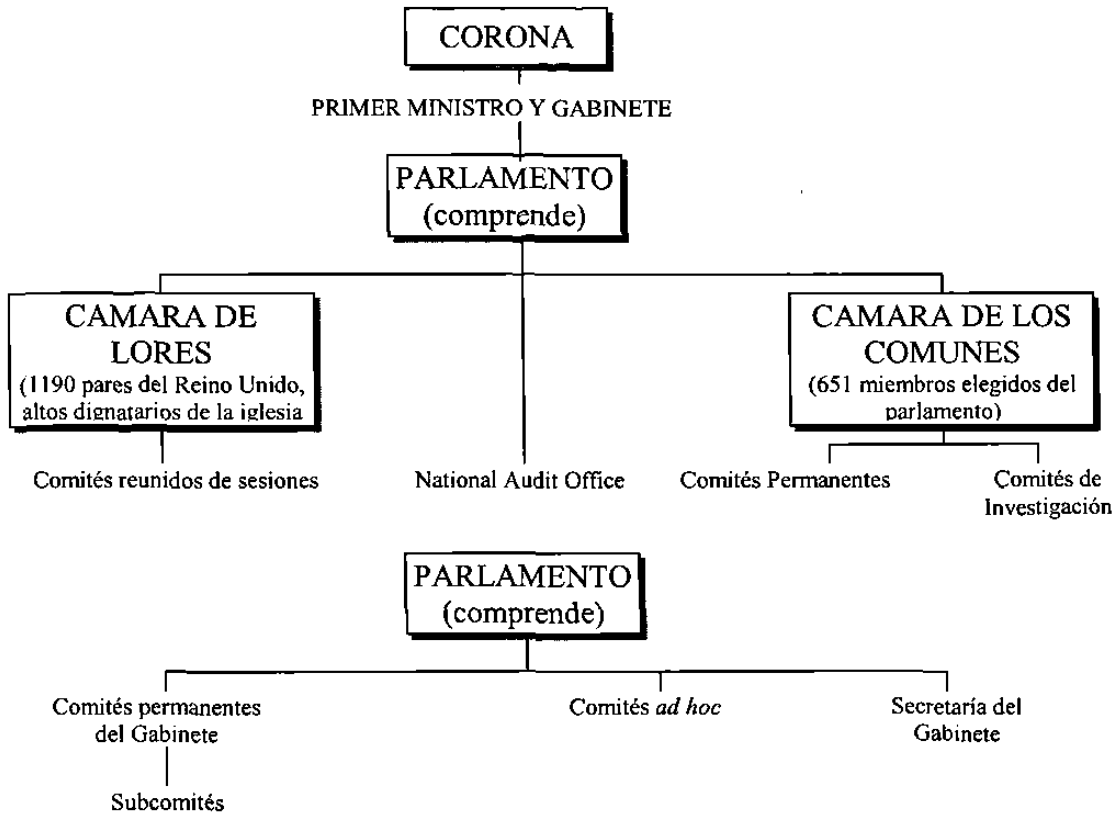 CORONA
PRIMER MINISTRO Y GABINETE
PARLAMENTO
(comprende)
CAMARA DE
LORES
(1190 pares del Reino Unido,
altos dignatarios de la iglesia
CAMARA DE LOS
COMUNES
(651 miembros elegidos del
parlamento)
Comités reunidos de sesiones
National Audit Office
Comités Permanentes
Comités de
Investigación
PARLAMENTO
(comprende)
Comités permanentes
del Gabinete
Comités ad hoc
Secretaría del
Gabinete
Subcomités